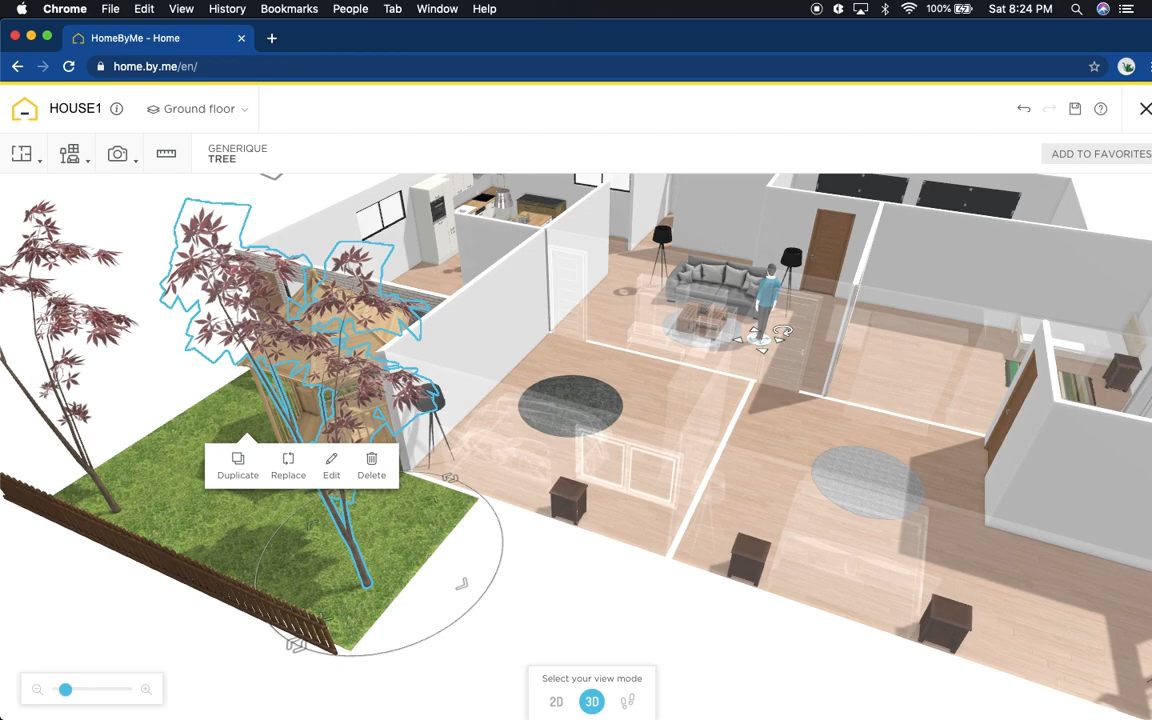 Chrome File Edit View History Bookmarks People Tab Window Help 100% Sat 8:24 PM
HomeByMe - Home
home.by.me/en/
HOUSE1 Ground floor
GENERIQUE
TREE
ADD TO FAVORITES
Duplicate Replace Edit Delete
Select your view mode
2D 3D